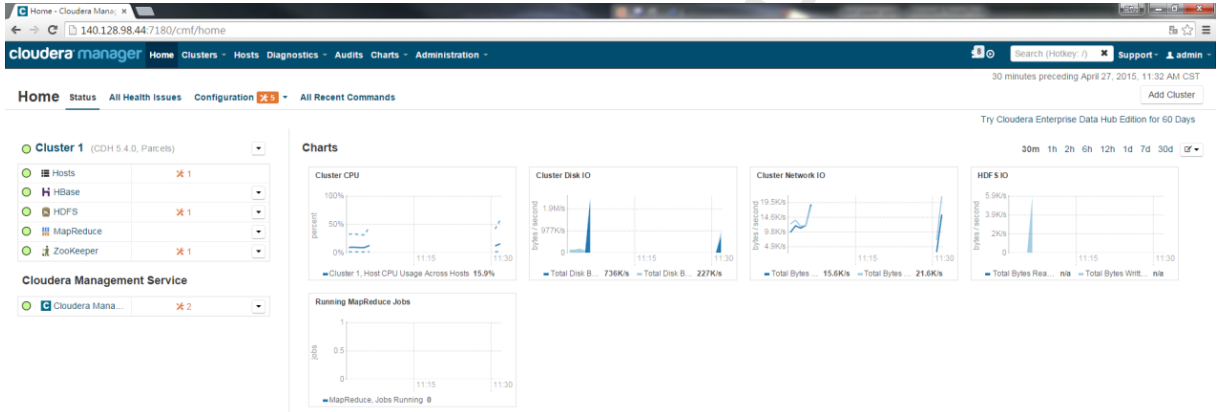 Home - Cloudera Manag
140.128.98.44:7180/cmf/home
cloudera manager Home Clusters Hosts Diagnostics Audits Charts Administration 8 Search (Hotkey: /) Support admin
30 minutes preceding April 27, 2015, 11:32 AM CST
Home Status All Health Issues Configuration 5 All Recent Commands Add Cluster
Try Cloudera Enterprise Data Hub Edition for 60 Days
Cluster 1 (CDH 5.4.0, Parcels)
Hosts 1
HBase
HDFS 1
MapReduce
ZooKeeper 1
Cloudera Management Service
Cloudera Mana... 2
Charts
30m 1h 2h 6h 12h 1d 7d 30d
Cluster CPU
percent
100%
50%
0%
11:15 11:30
Cluster 1, Host CPU Usage Across Hosts 15.9%
Cluster Disk IO
bytes / second
1.9M/s
977K/s
0
11:15 11:30
Total Disk B... 736K/s Total Disk B... 227K/s
Cluster Network IO
bytes / second
19.5K/s
14.6K/s
9.8K/s
4.9K/s
11:15 11:30
Total Bytes ... 15.6K/s Total Bytes ... 21.6K/s
HDFS IO
bytes / second
5.9K/s
3.9K/s
2K/s
0
11:15 11:30
Total Bytes Rea... n/a Total Bytes Writt... n/a
Running MapReduce Jobs
jobs
1
0.5
0
11:15 11:30
MapReduce, Jobs Running 0